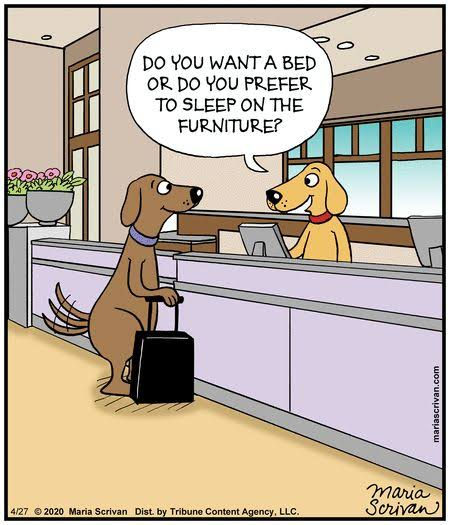 DO YOU WANT A BED
OR DO YOU PREFER
TO SLEEP ON THE
FURNITURE?
mariascrivan.com
Maria
Scrivan
4/27 © 2020 Maria Scrivan Dist. by Tribune Content Agency, LLC.